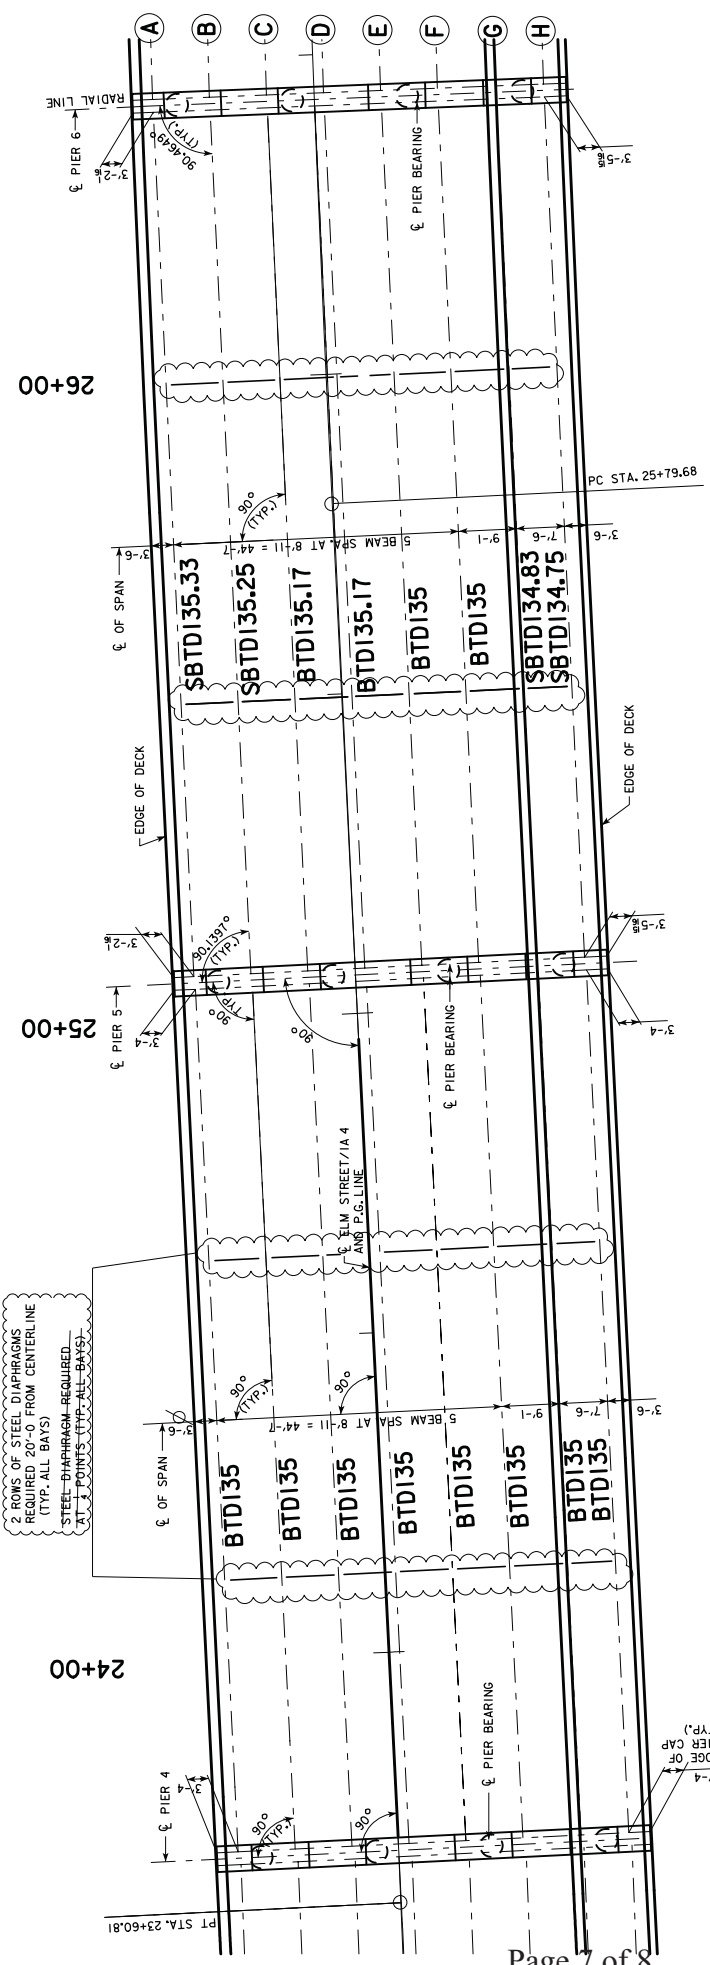 A
B
C
D
E
F
G
H
RADIAL LINE
℄ PIER 6
3'-2 1/16
90.4649°
(TYP.)
℄ PIER BEARING
3'-5 5/16
26+00
PC STA. 25+79.68
90°
(TYP.)
3'-6
5 BEAM SPA. AT 8'-11 = 44'-7
9'-1
7'-6
3'-6
℄ OF SPAN
SBTD135.33
SBTD135.25
BTD135.17
BTD135.17
BTD135
BTD135
SBTD134.83
SBTD134.75
EDGE OF DECK
EDGE OF DECK
3'-2 1/16
90.1397°
(TYP.)
3'-5 5/16
25+00
℄ PIER 5
3'-4
90°
TYP.
90°
℄ PIER BEARING
3'-4
℄ ELM STREET/IA 4
AND P.G. LINE
2 ROWS OF STEEL DIAPHRAGMS
REQUIRED 20'-0 FROM CENTERLINE
(TYP. ALL BAYS)
STEEL DIAPHRAGM REQUIRED
AT 4 POINTS (TYP. ALL BAYS)
90°
(TYP.)
90°
3'-6
5 BEAM SPA. AT 8'-11 = 44'-7
9'-1
7'-6
3'-6
℄ OF SPAN
BTD135
BTD135
BTD135
BTD135
BTD135
BTD135
BTD135
BTD135
24+00
℄ PIER 4
3'-4
90°
(TYP.)
90°
℄ PIER BEARING
DGE OF
IER CAP
TYP.)
'-4
PT STA. 23+60.81
Page 7 of 8